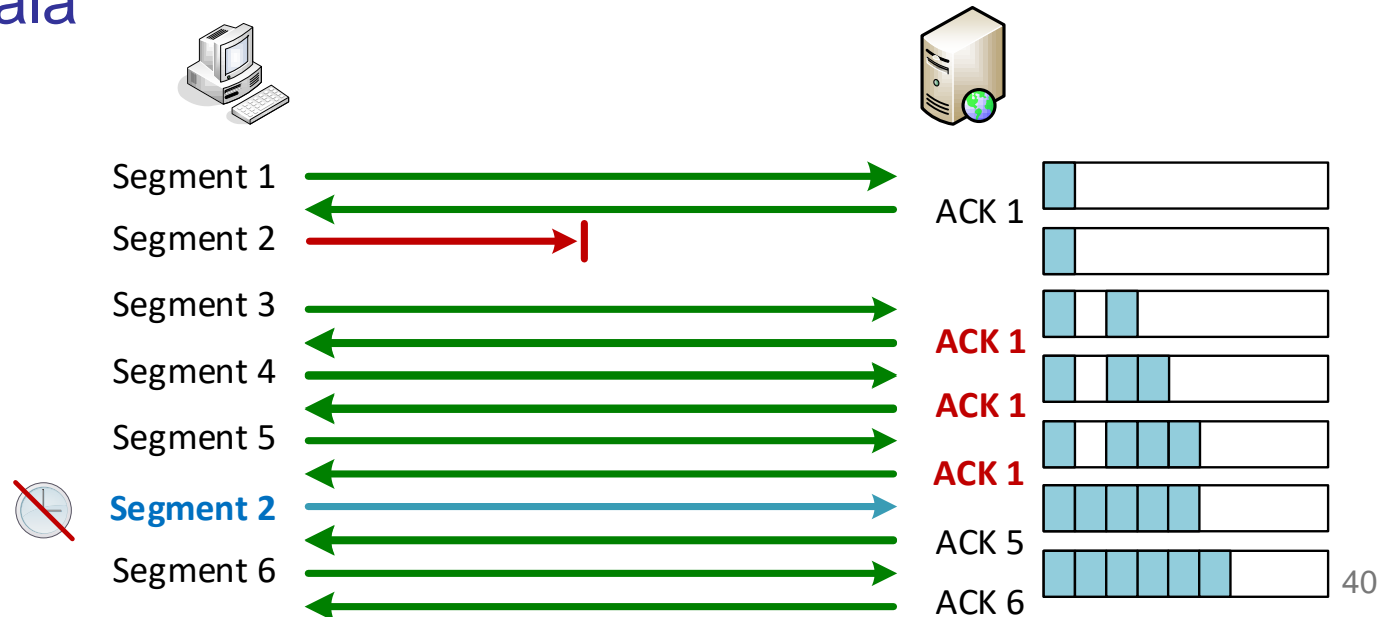 Segment 1
ACK 1
Segment 2
Segment 3
ACK 1
Segment 4
ACK 1
Segment 5
ACK 1
Segment 2
ACK 5
Segment 6
40
ACK 6